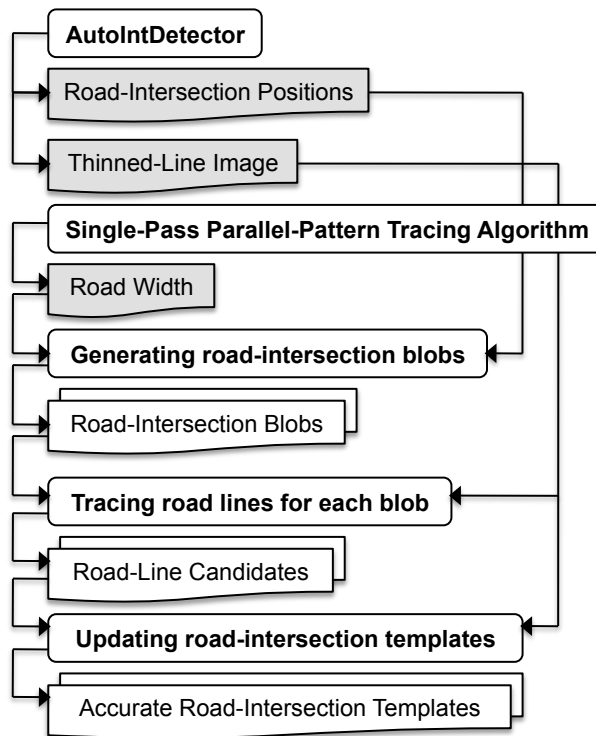 AutoIntDetector
Road-Intersection Positions
Thinned-Line Image
Single-Pass Parallel-Pattern Tracing Algorithm
Road Width
Generating road-intersection blobs
Road-Intersection Blobs
Tracing road lines for each blob
Road-Line Candidates
Updating road-intersection templates
Accurate Road-Intersection Templates